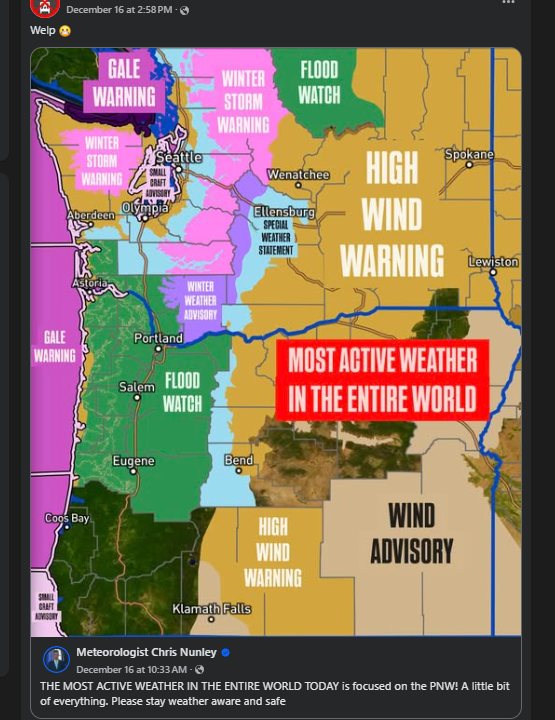 December 16 at 2:58 PM ·
Welp 😬
GALE
WARNING
WINTER
STORM
WARNING
FLOOD
WATCH
WINTER
STORM
WARNING
Seattle
SMALL
CRAFT
ADVISORY
Spokane
HIGH
WIND
WARNING
Wenatchee
Aberdeen
Olympia
Ellensburg
SPECIAL
WEATHER
STATEMENT
Lewiston
Astoria
WINTER
WEATHER
ADVISORY
GALE
WARNING
Portland
MOST ACTIVE WEATHER
IN THE ENTIRE WORLD
Salem
FLOOD
WATCH
Eugene
Bend
Coos Bay
HIGH
WIND
WARNING
WIND
ADVISORY
SMALL
CRAFT
ADVISORY
Klamath Falls
Meteorologist Chris Nunley
December 16 at 10:33 AM ·
THE MOST ACTIVE WEATHER IN THE ENTIRE WORLD TODAY is focused on the PNW! A little bit
of everything. Please stay weather aware and safe